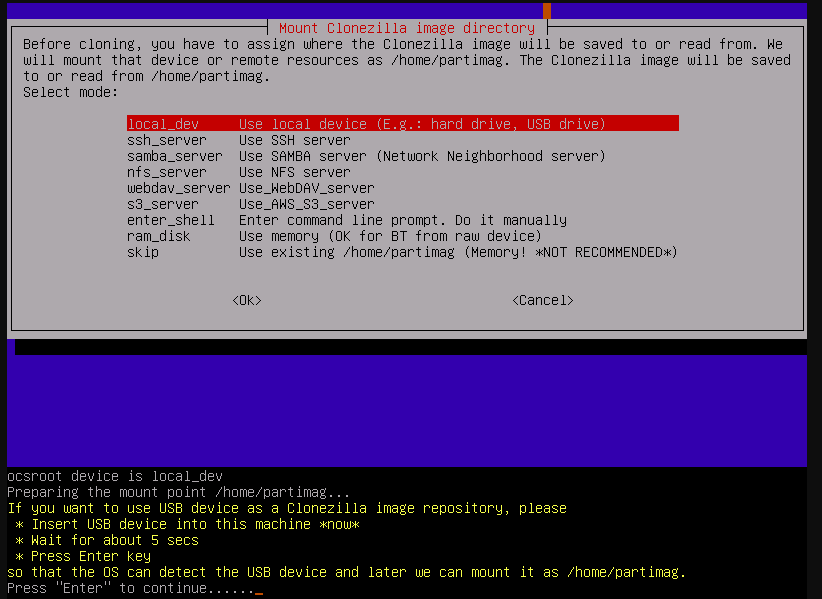 Mount Clonezilla image directory
Before cloning, you have to assign where the Clonezilla image will be saved to or read from. We
will mount that device or remote resources as /home/partimag. The Clonezilla image will be saved
to or read from /home/partimag.
Select mode:
local_dev Use local device (E.g.: hard drive, USB drive)
ssh_server Use SSH server
samba_server Use SAMBA server (Network Neighborhood server)
nfs_server Use NFS server
webdav_server Use_WebDAV_server
s3_server Use_AWS_S3_server
enter_shell Enter command line prompt. Do it manually
ram_disk Use memory (OK for BT from raw device)
skip Use existing /home/partimag (Memory! *NOT RECOMMENDED*)
<Ok> <Cancel>
ocsroot device is local_dev
Preparing the mount point /home/partimag...
If you want to use USB device as a Clonezilla image repository, please
* Insert USB device into this machine *now*
* Wait for about 5 secs
* Press Enter key
so that the OS can detect the USB device and later we can mount it as /home/partimag.
Press "Enter" to continue......_